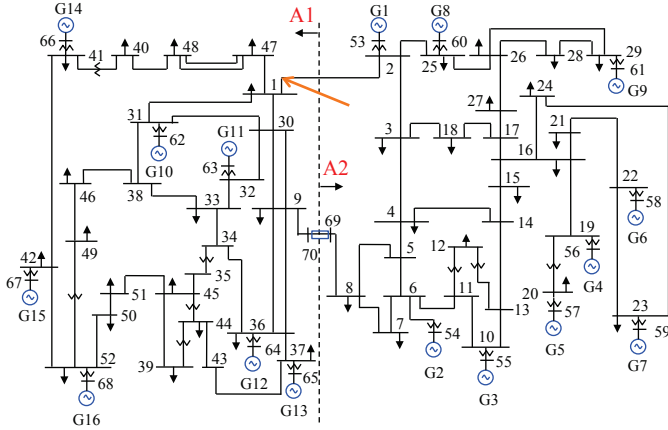 G14 A1 G1 G8
66 41 40 48 47 53 2 25 60 26 28 29
61
G9
1 24
31 62 G11 30 27 21
G10 63 A2 3 18 17
16
46 38 32 15 22
33 9 69 58
34 4 14 G6
49 70 12 19
42 35 5 56
67 G4
G15 51 45 8 6 11 20
50 44 36 13 57
7 54 10 G5 23
52 39 43 64 37 G2 55 59
68 G12 65 G3 G7
G16 G13